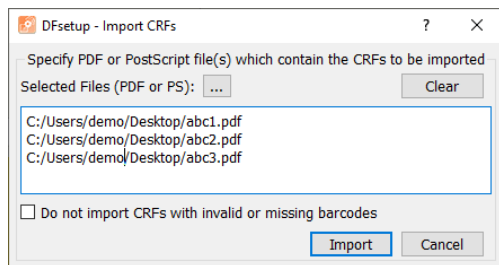 DFsetup - Import CRFs
Specify PDF or PostScript file(s) which contain the CRFs to be imported
Selected Files (PDF or PS): ... Clear
C:/Users/demo/Desktop/abc1.pdf
C:/Users/demo/Desktop/abc2.pdf
C:/Users/demo/Desktop/abc3.pdf
Do not import CRFs with invalid or missing barcodes
Import Cancel